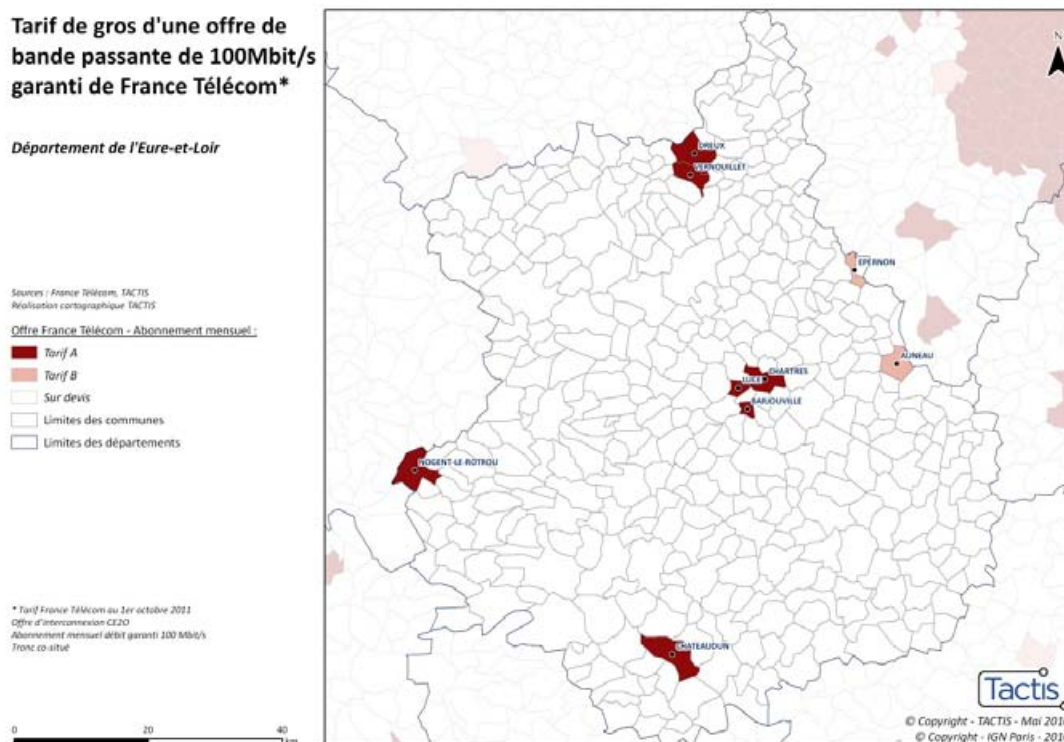 Tarif de gros d'une offre de
bande passante de 100Mbit/s
garanti de France Télécom*
Département de l'Eure-et-Loir
Sources : France Télécom, TACTIS
Réalisation cartographique TACTIS
Offre France Télécom - Abonnement mensuel :
Tarif A
Tarif B
Sur devis
Limites des communes
Limites des départements
* Tarif France Télécom au 1er octobre 2011
Offre d'interconnexion CE2O
Abonnement mensuel débit garanti 100 Mbit/s
Tronc co-situé
0 20 40
km
N
DREUX
VERNOUILLET
EPERNON
AUNEAU
CHARTRES
LUCE
BARJOUVILLE
NOGENT-LE-ROTROU
CHATEAUDUN
Tactis
© Copyright - TACTIS - Mai 201
© Copyright - IGN Paris - 201